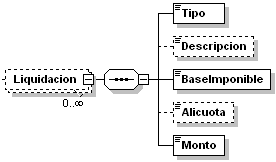 Tipo
Descripcion
Liquidacion
BaseImponible
0..∞
Alicuota
Monto